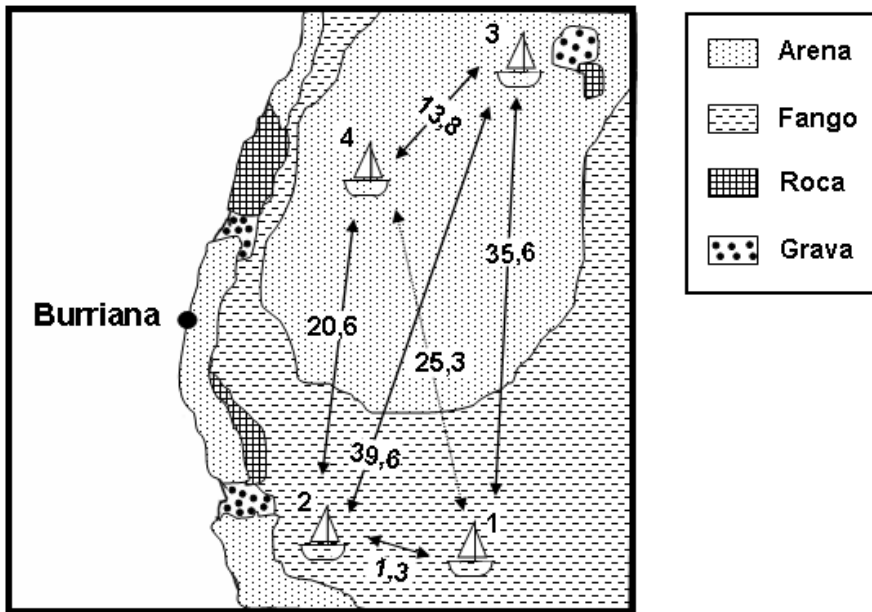 3
13,8
4
35,6
Burriana
20,6
25,3
39,6
2
1
1,3
Arena
Fango
Roca
Grava